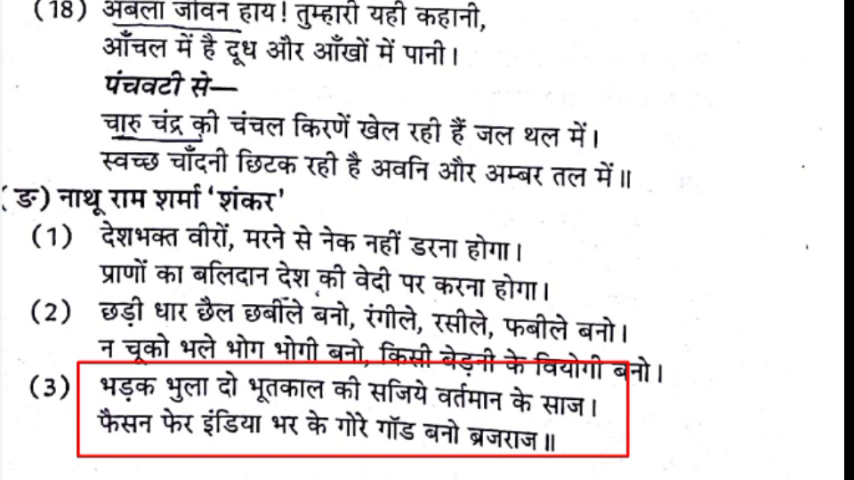 (18) अबला जीवन हाय! तुम्हारी यही कहानी,
आँचल में है दूध और आँखों में पानी।
पंचवटी से—
चारु चंद्र की चंचल किरणें खेल रही हैं जल थल में।
स्वच्छ चाँदनी छिटक रही है अवनि और अम्बर तल में॥
(ङ) नाथू राम शर्मा 'शंकर'
(1) देशभक्त वीरों, मरने से नेक नहीं डरना होगा।
प्राणों का बलिदान देश की वेदी पर करना होगा।
(2) छड़ी धार छैल छबीले बनो, रंगीले, रसीले, फबीले बनो।
न चूको भले भोग भोगी बनो, किसी बेड़नी के वियोगी बनो।
(3) भड़क भुला दो भूतकाल की सजिये वर्तमान के साज।
फैसन फेर इंडिया भर के गोरे गॉड बनो ब्रजराज॥